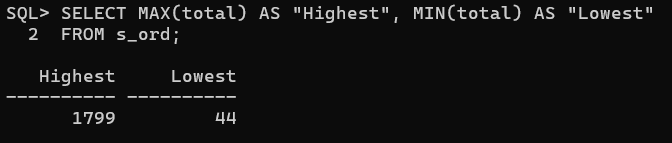 SQL> SELECT MAX(total) AS "Highest", MIN(total) AS "Lowest"
  2  FROM s_ord;
   Highest     Lowest
---------- ----------
      1799         44